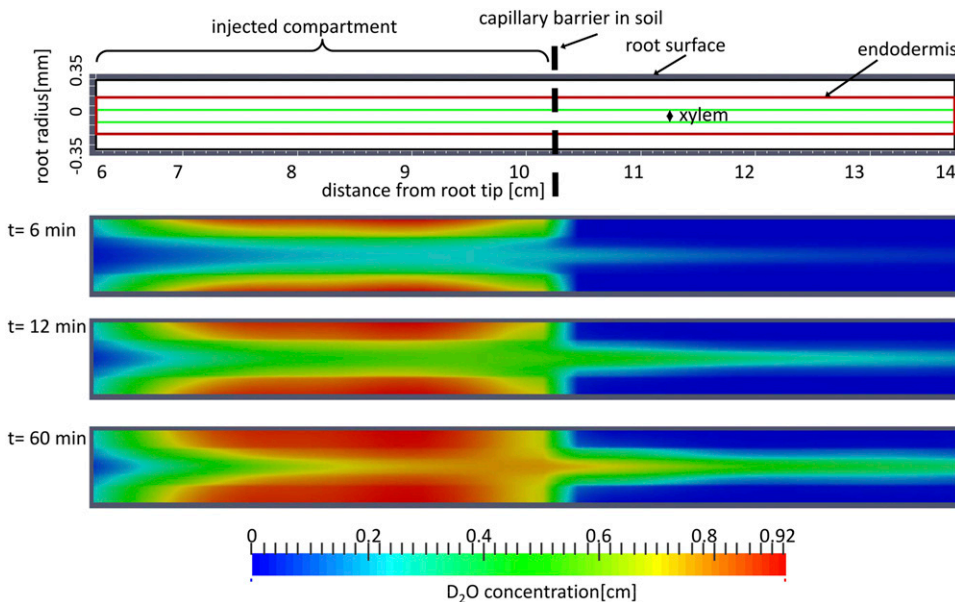 capillary barrier in soil
injected compartment
root surface
endodermis
root radius[mm]
0.35
0
-0.35
xylem
6 7 8 9 10 11 12 13 14
distance from root tip [cm]
t= 6 min
t= 12 min
t= 60 min
0 0.2 0.4 0.6 0.8 0.92
D₂O concentration[cm]